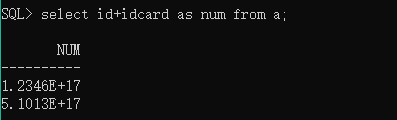 SQL> select id+idcard as num from a;
NUM
----------
1.2346E+17
5.1013E+17